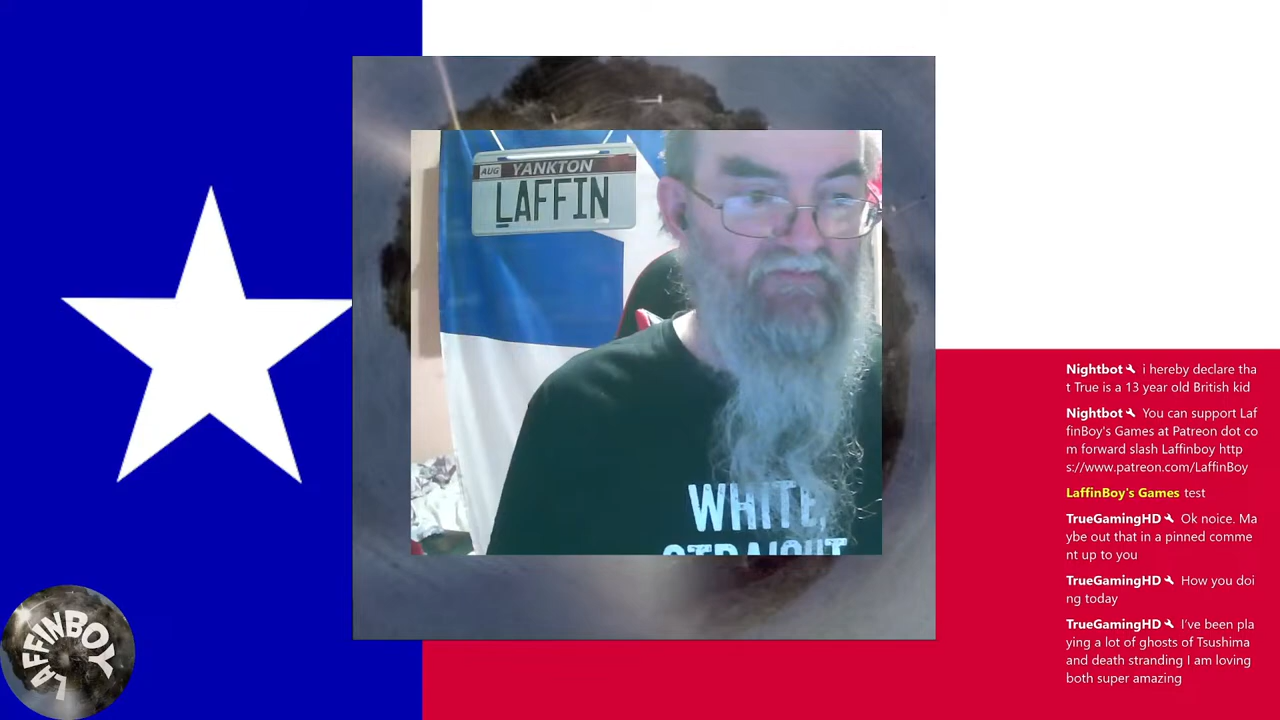 AUG YANKTON
LAFFIN
WHITE,
STRAIGHT
LAFFINBOY
Nightbot i hereby declare tha
t True is a 13 year old British kid
Nightbot You can support Laf
finBoy's Games at Patreon dot co
m forward slash Laffinboy http
s://www.patreon.com/LaffinBoy
LaffinBoy's Games test
TrueGamingHD Ok noice. Ma
ybe out that in a pinned comme
nt up to you
TrueGamingHD How you doi
ng today
TrueGamingHD I've been pla
ying a lot of ghosts of Tsushima
and death stranding I am loving
both super amazing